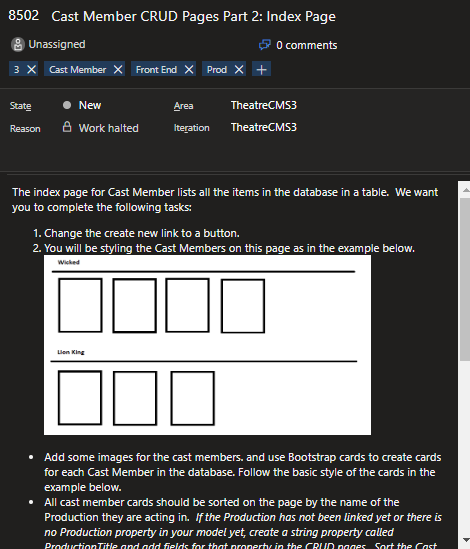 8502 Cast Member CRUD Pages Part 2: Index Page
Unassigned
0 comments
3 X Cast Member X Front End X Prod X +
State New Area TheatreCMS3
Reason Work halted Iteration TheatreCMS3
The index page for Cast Member lists all the items in the database in a table. We want
you to complete the following tasks:
1. Change the create new link to a button.
2. You will be styling the Cast Members on this page as in the example below.
Wicked
Lion King
• Add some images for the cast members. and use Bootstrap cards to create cards
for each Cast Member in the database. Follow the basic style of the cards in the
example below.
• All cast member cards should be sorted on the page by the name of the
Production they are acting in. If the Production has not been linked yet or there is
no Production property in your model yet, create a string property called
ProductionTitle and add fields for that property in the CRUD pages. Sort the Cast